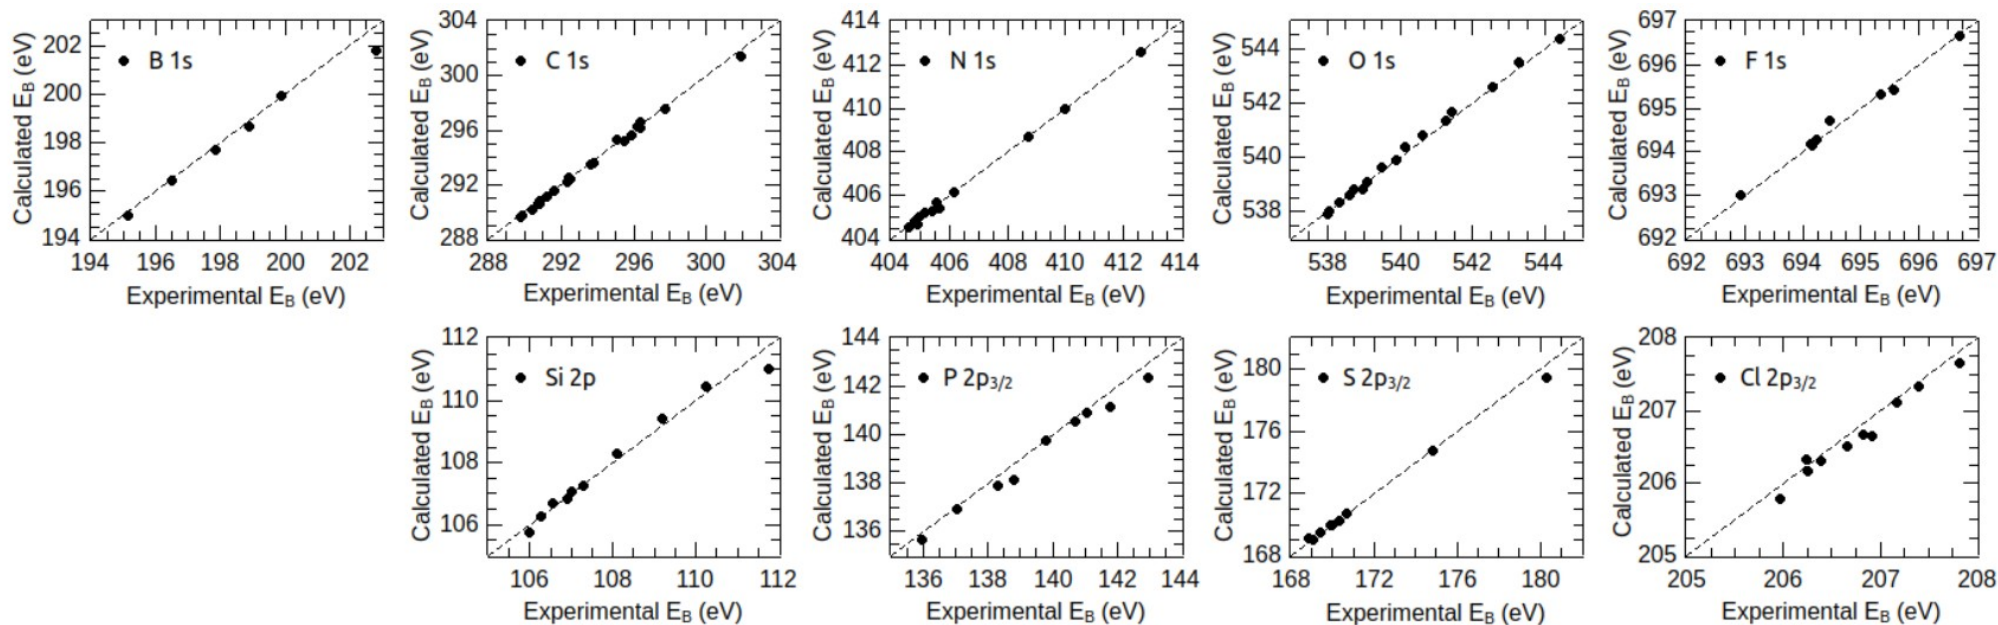 Calculated E_B (eV)
202
200
198
196
194
B 1s
194 196 198 200 202
Experimental E_B (eV)
Calculated E_B (eV)
304
300
296
292
288
C 1s
288 292 296 300 304
Experimental E_B (eV)
Calculated E_B (eV)
414
412
410
408
406
404
N 1s
404 406 408 410 412 414
Experimental E_B (eV)
Calculated E_B (eV)
544
542
540
538
O 1s
538 540 542 544
Experimental E_B (eV)
Calculated E_B (eV)
697
696
695
694
693
692
F 1s
692 693 694 695 696 697
Experimental E_B (eV)
Calculated E_B (eV)
112
110
108
106
Si 2p
106 108 110 112
Experimental E_B (eV)
Calculated E_B (eV)
144
142
140
138
136
P 2p3/2
136 138 140 142 144
Experimental E_B (eV)
Calculated E_B (eV)
180
176
172
168
S 2p3/2
168 172 176 180
Experimental E_B (eV)
Calculated E_B (eV)
208
207
206
205
Cl 2p3/2
205 206 207 208
Experimental E_B (eV)